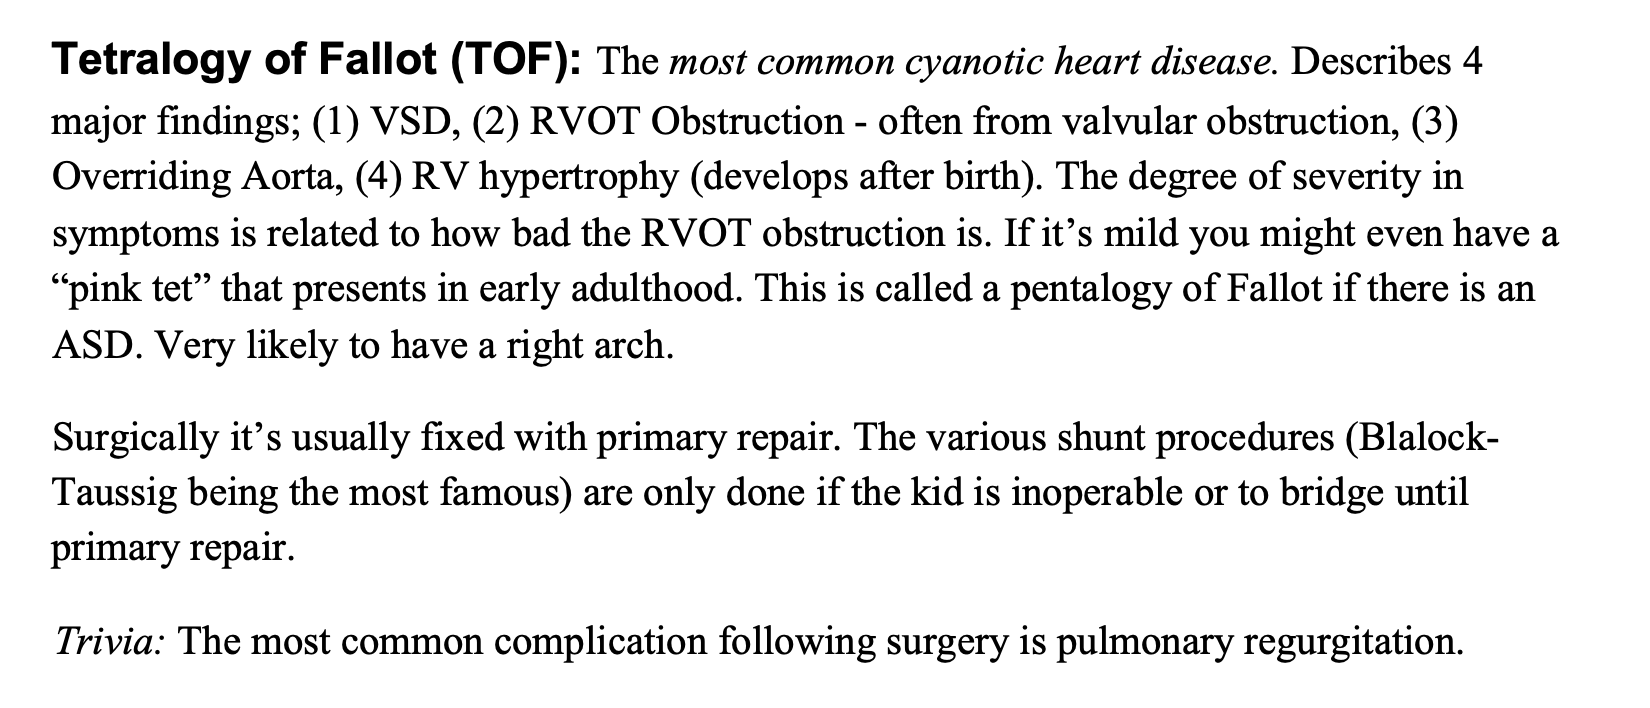 Tetralogy of Fallot (TOF): The most common cyanotic heart disease. Describes 4
major findings; (1) VSD, (2) RVOT Obstruction - often from valvular obstruction, (3)
Overriding Aorta, (4) RV hypertrophy (develops after birth). The degree of severity in
symptoms is related to how bad the RVOT obstruction is. If it’s mild you might even have a
“pink tet” that presents in early adulthood. This is called a pentalogy of Fallot if there is an
ASD. Very likely to have a right arch.
Surgically it’s usually fixed with primary repair. The various shunt procedures (Blalock-
Taussig being the most famous) are only done if the kid is inoperable or to bridge until
primary repair.
Trivia: The most common complication following surgery is pulmonary regurgitation.